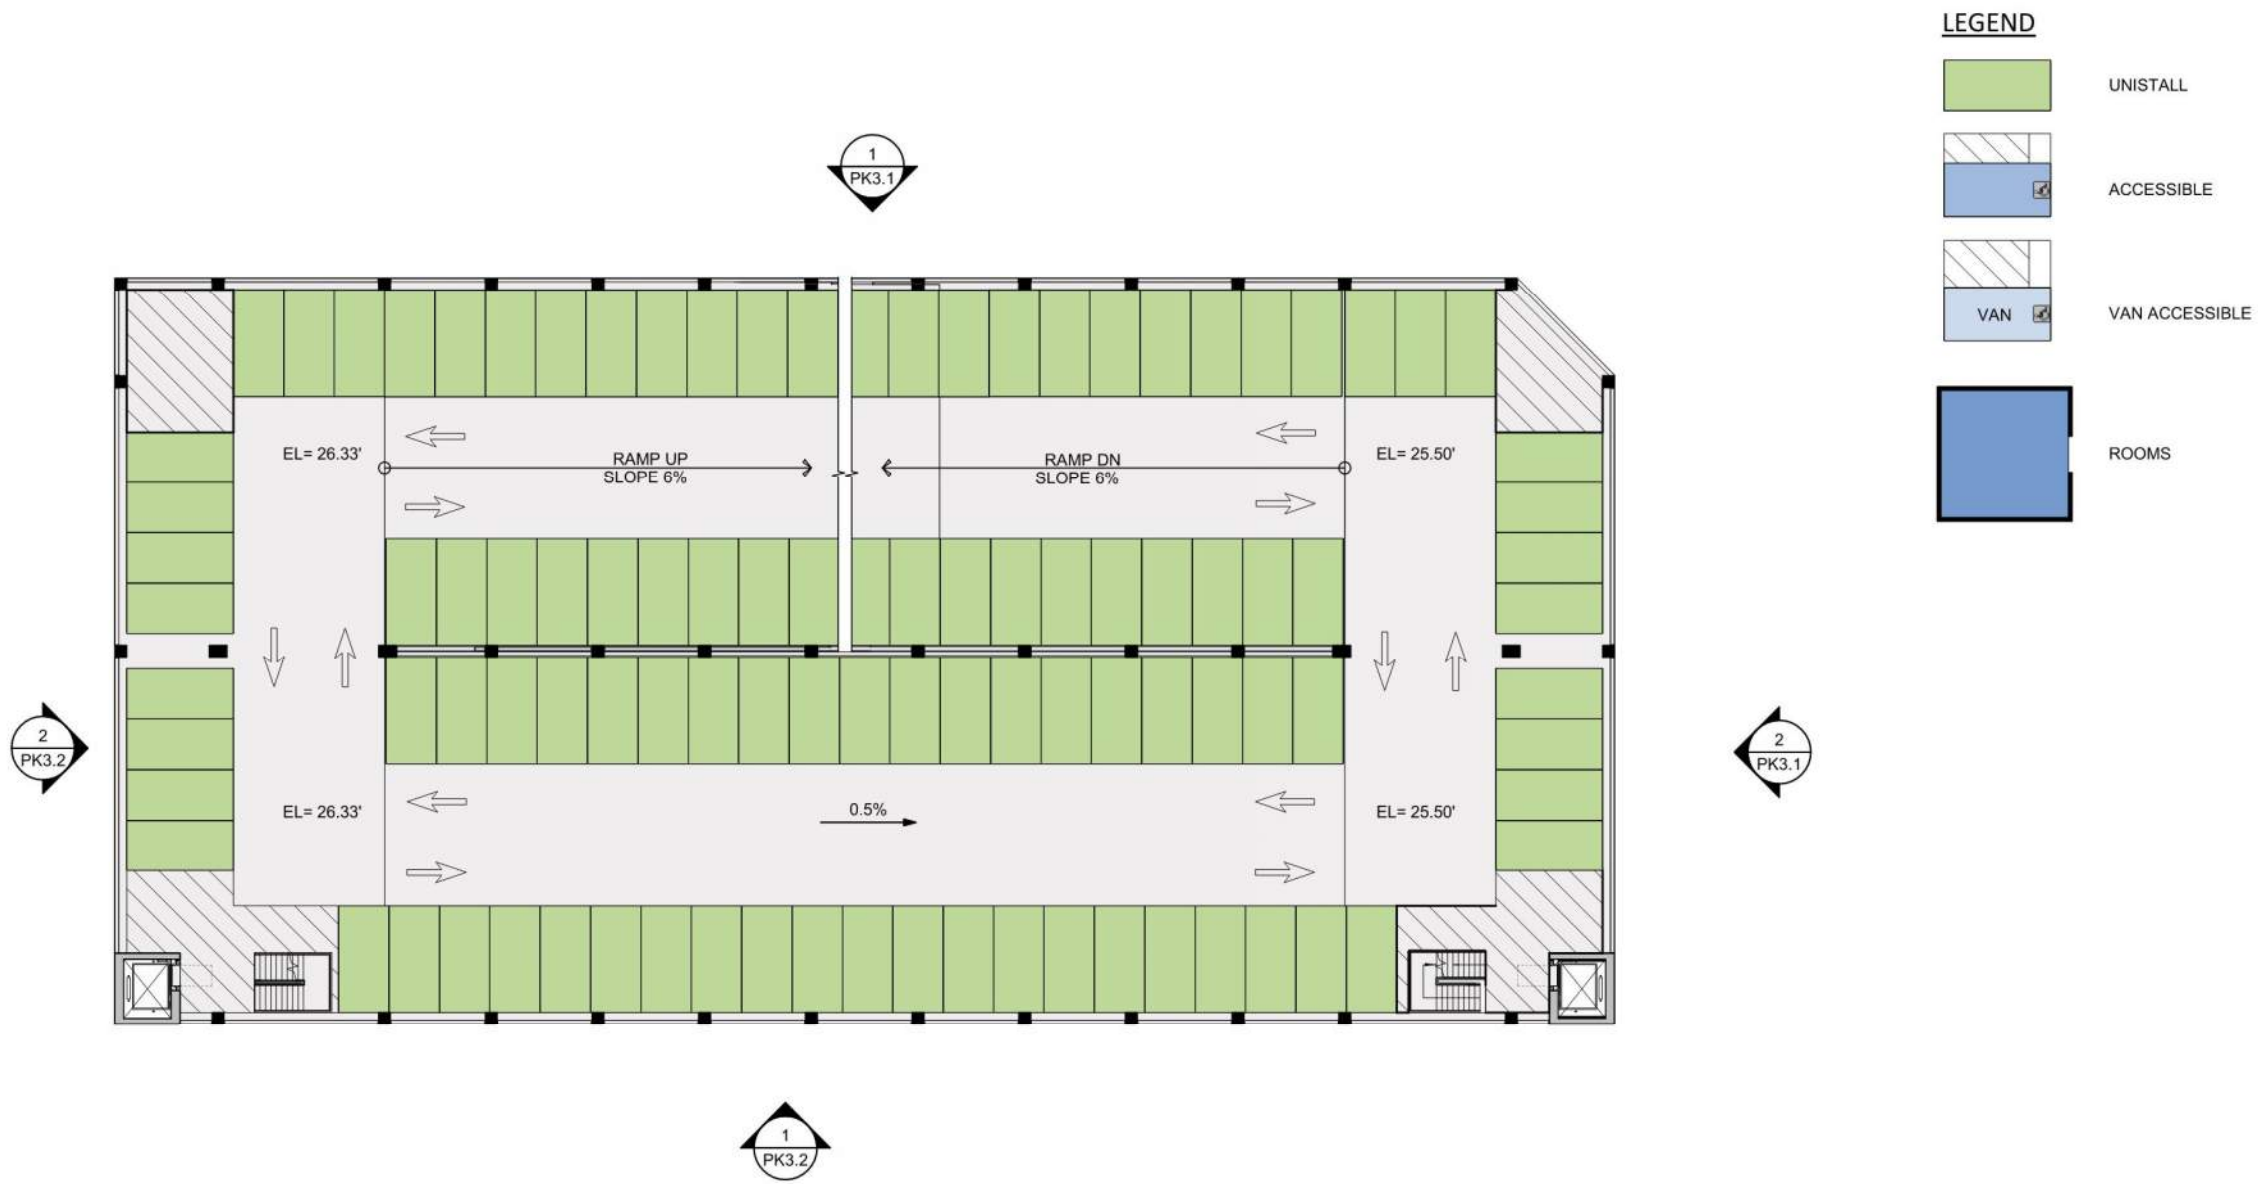 LEGEND
UNISTALL
ACCESSIBLE
VAN
VAN ACCESSIBLE
ROOMS
1
PK3.1
EL= 26.33'
RAMP UP
SLOPE 6%
RAMP DN
SLOPE 6%
EL= 25.50'
2
PK3.2
2
PK3.1
EL= 26.33'
0.5%
EL= 25.50'
1
PK3.2